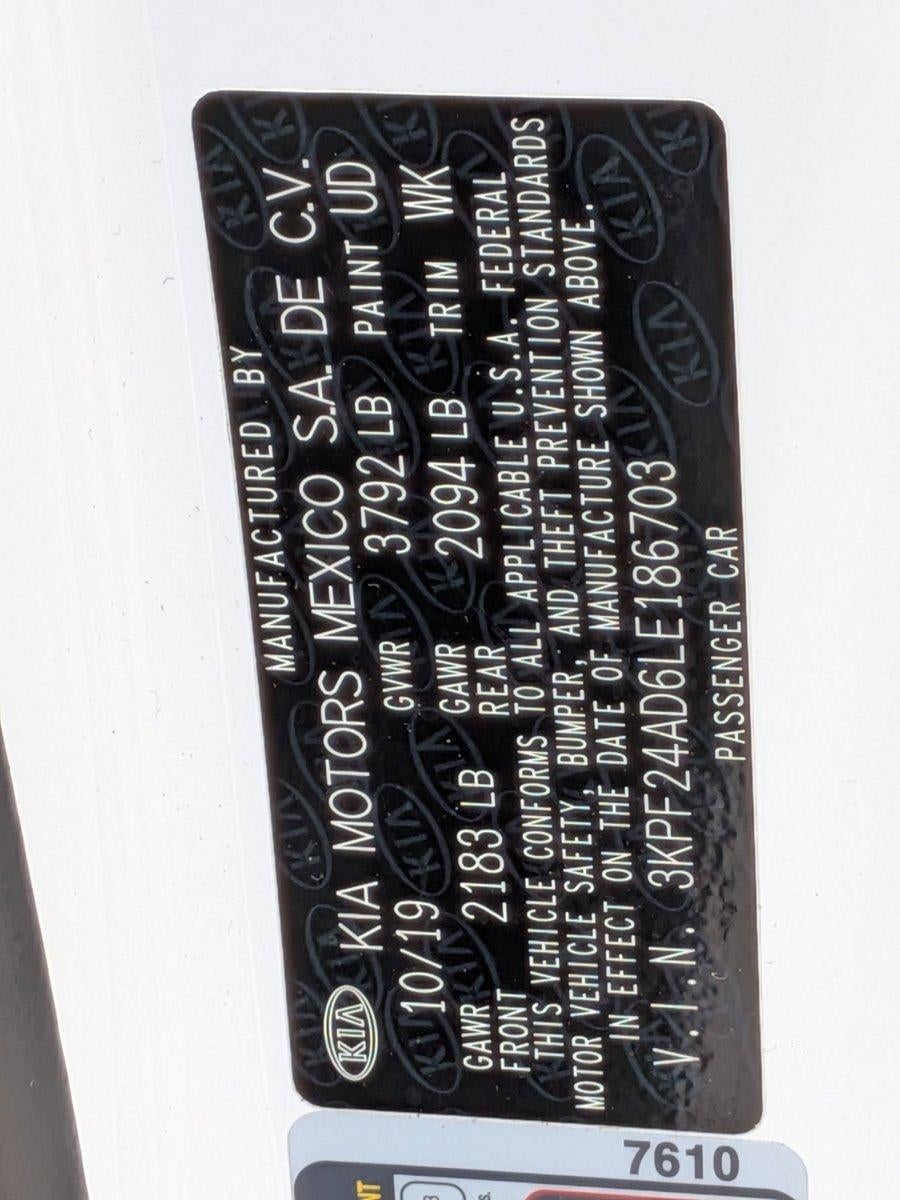 MANUFACTURED BY
KIA KIA MOTORS MEXICO S.A. DE C.V.
10/19 GVWR 3792 LB PAINT UD
GAWR FRONT 2183 LB GAWR REAR 2094 LB TRIM WK
THIS VEHICLE CONFORMS TO ALL APPLICABLE U.S.A. FEDERAL
MOTOR VEHICLE SAFETY, BUMPER, AND THEFT PREVENTION STANDARDS
IN EFFECT ON THE DATE OF MANUFACTURE SHOWN ABOVE.
V.I.N. 3KPF24AD6LE186703
PASSENGER CAR
7610